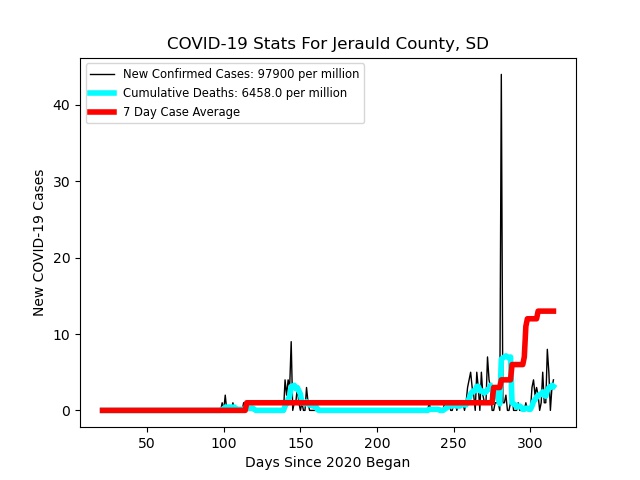 COVID-19 Stats For Jerauld County, SD
New Confirmed Cases: 97900 per million
Cumulative Deaths: 6458.0 per million
7 Day Case Average
New COVID-19 Cases
40
30
20
10
0
50 100 150 200 250 300
Days Since 2020 Began